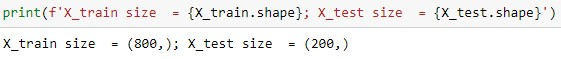 print(f'X_train size  = {X_train.shape}; X_test size  = {X_test.shape}')
X_train size  = (800,); X_test size  = (200,)